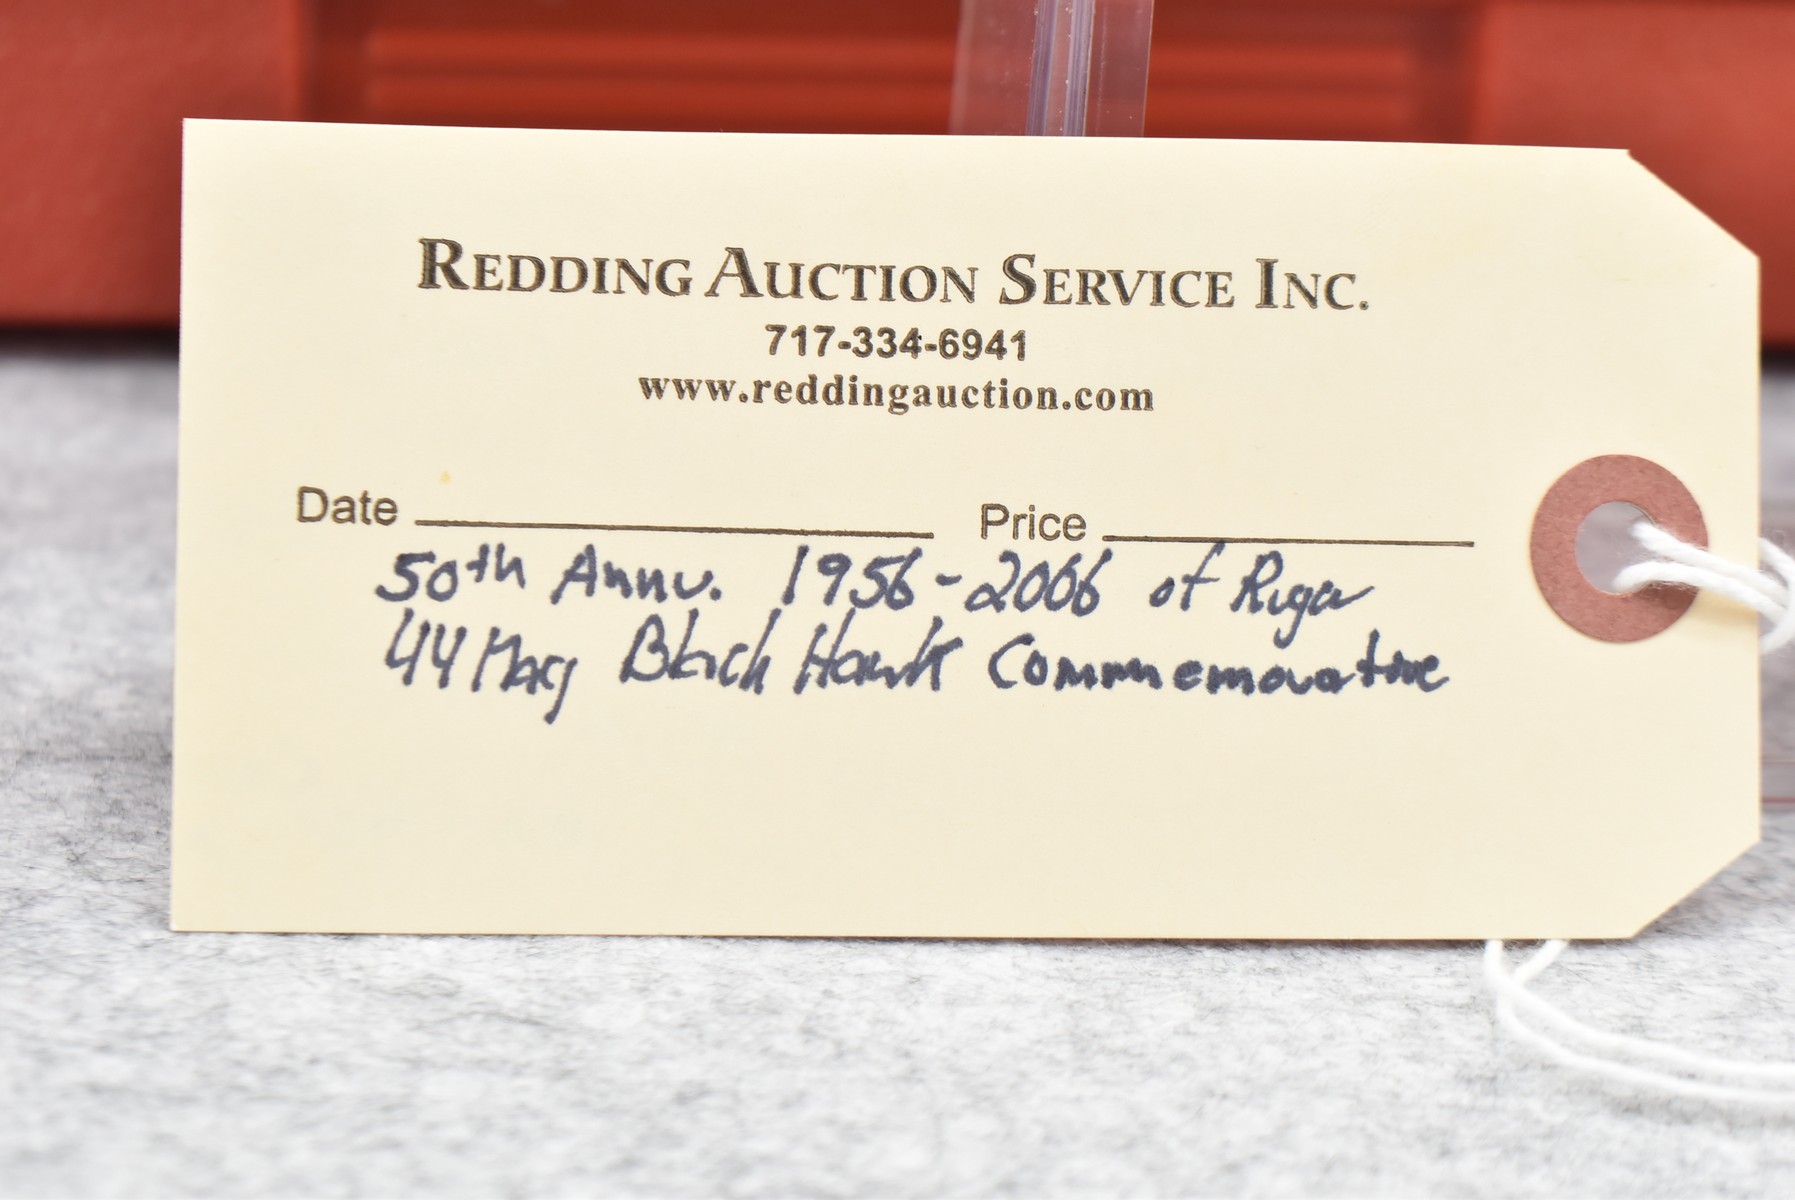 REDDING AUCTION SERVICE INC.
717-334-6941
www.reddingauction.com
Date Price
50th Annv. 1956-2006 of Ruger
44 Mag Black Hawk Commemorative